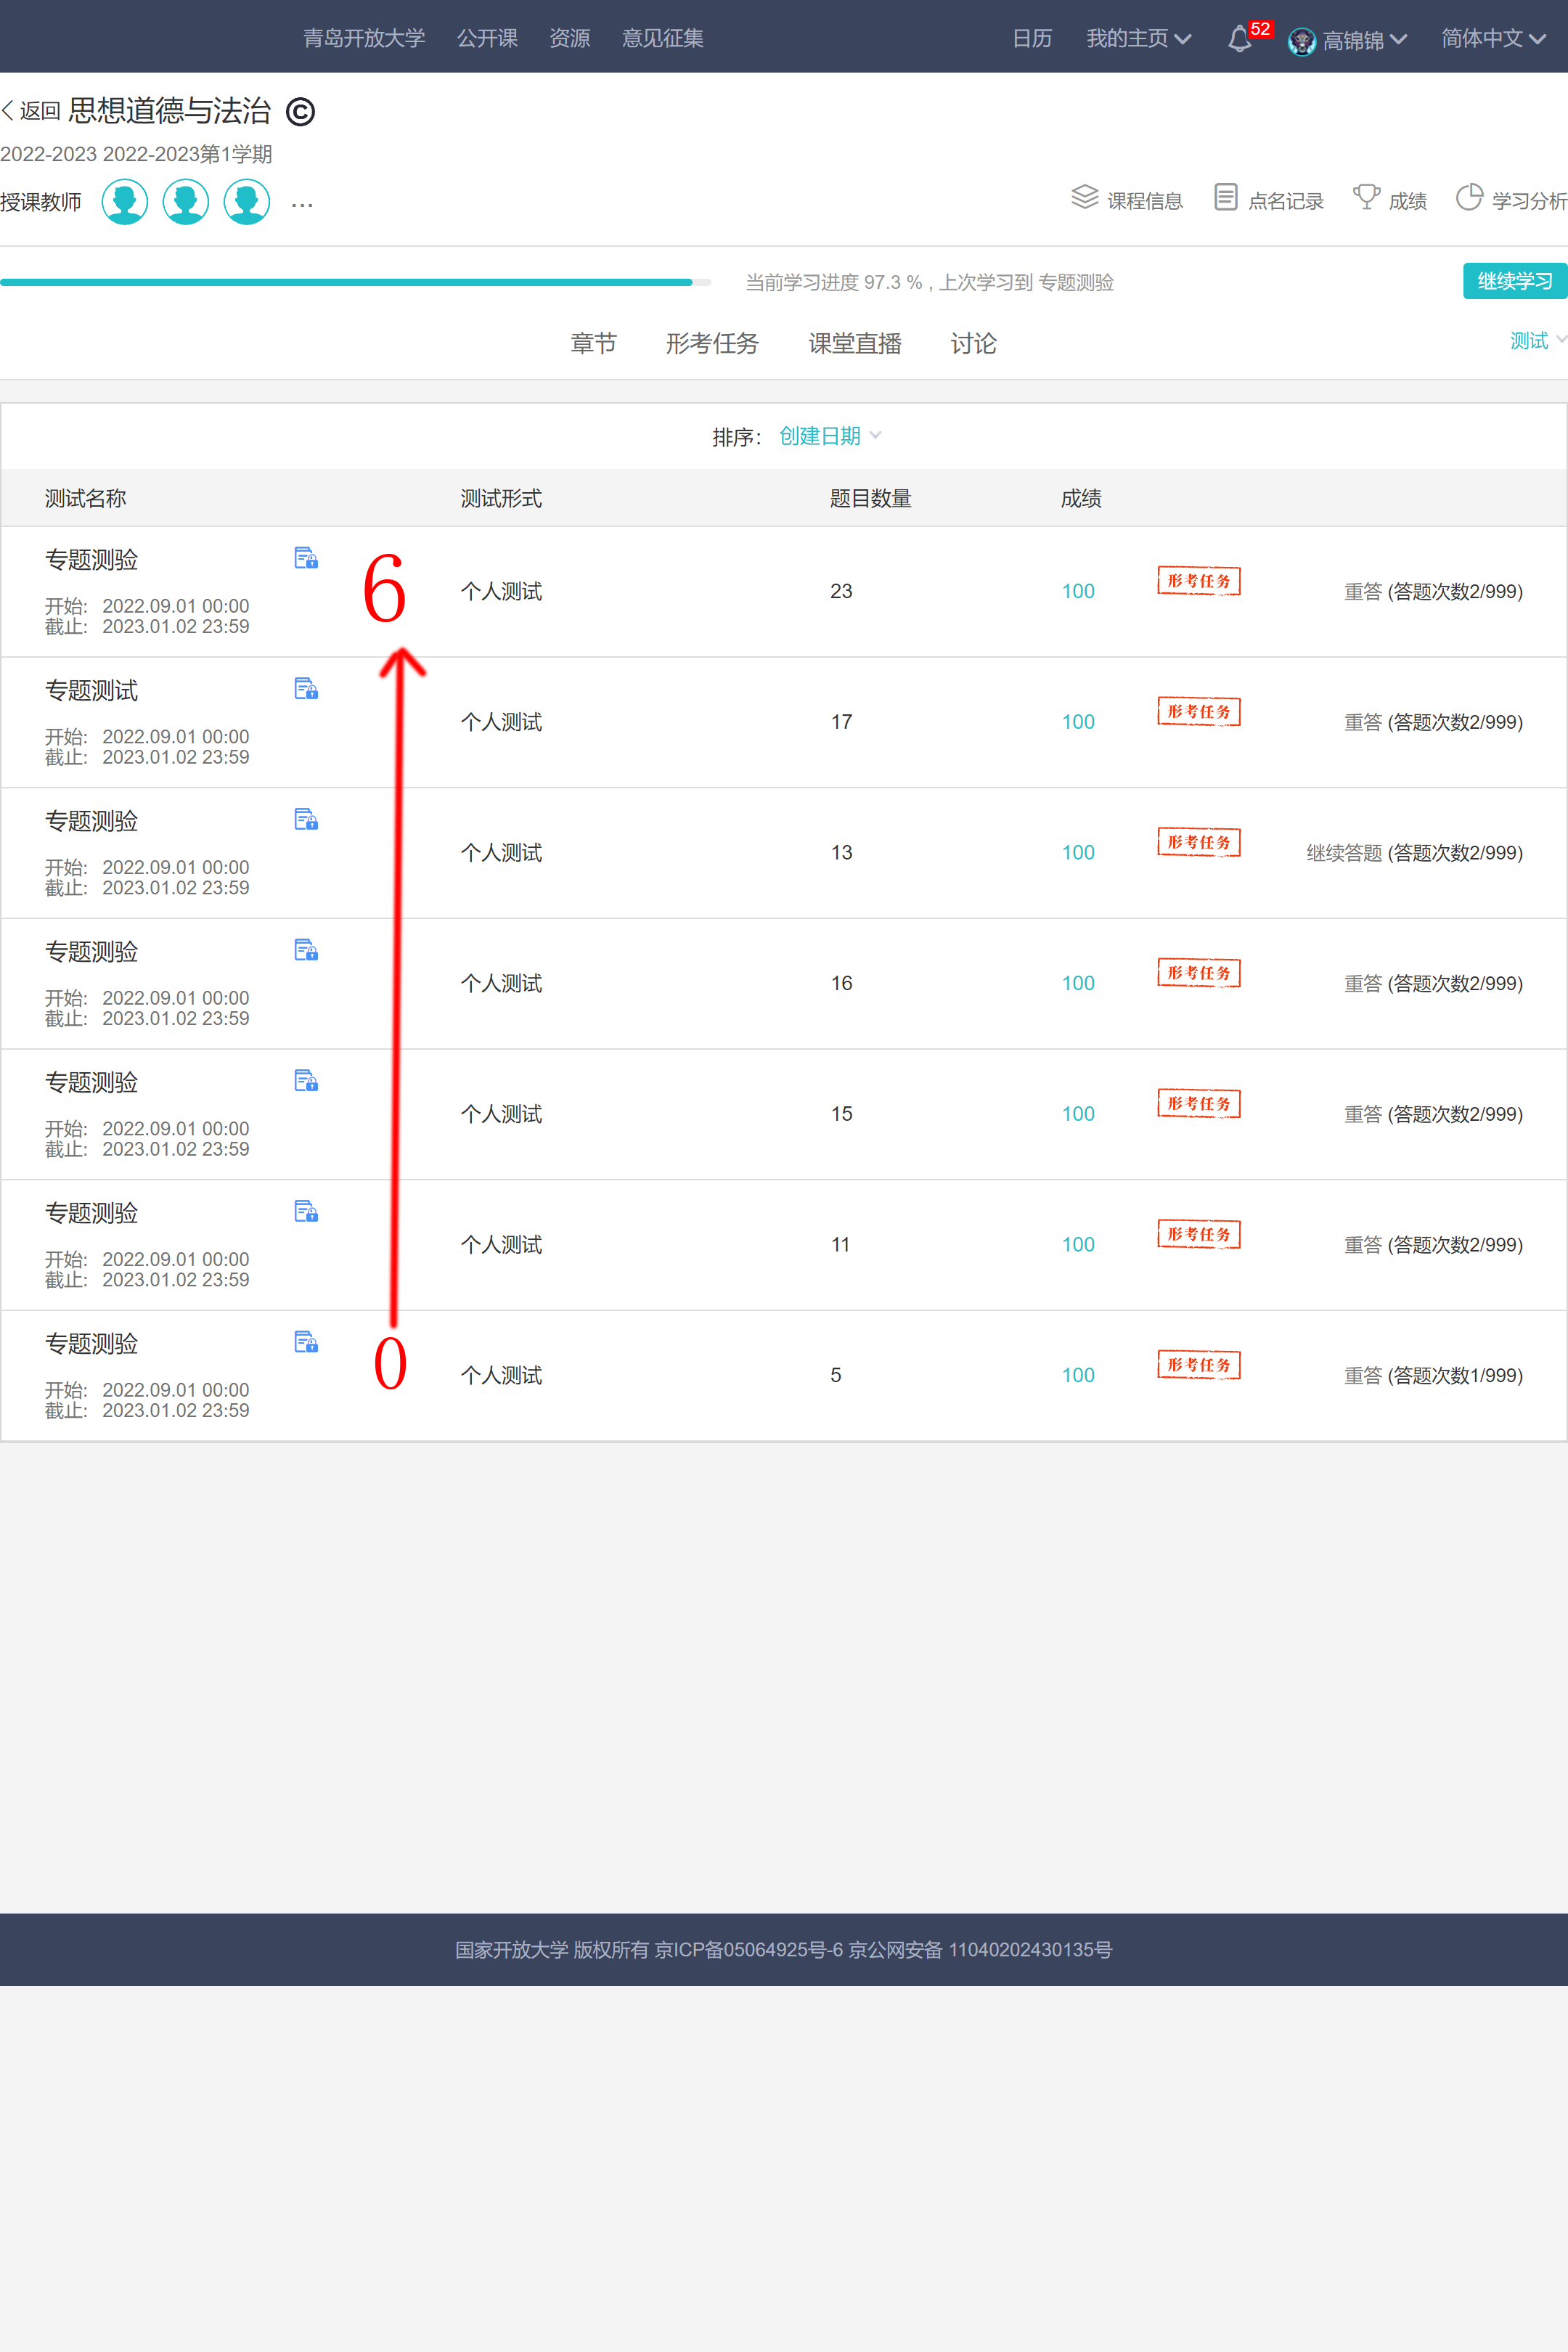 青岛开放大学 公开课 资源 意见征集 日历 我的主页 52 高锦锦 简体中文
返回 思想道德与法治 ©
2022-2023 2022-2023第1学期
授课教师 ... 课程信息 点名记录 成绩 学习分析
当前学习进度 97.3 % , 上次学习到 专题测验 继续学习
章节 形考任务 课堂直播 讨论 测试
排序： 创建日期
测试名称 测试形式 题目数量 成绩
专题测验
开始: 2022.09.01 00:00
截止: 2023.01.02 23:59
6 个人测试 23 100 形考任务 重答 (答题次数2/999)
专题测试
开始: 2022.09.01 00:00
截止: 2023.01.02 23:59
个人测试 17 100 形考任务 重答 (答题次数2/999)
专题测验
开始: 2022.09.01 00:00
截止: 2023.01.02 23:59
个人测试 13 100 形考任务 继续答题 (答题次数2/999)
专题测验
开始: 2022.09.01 00:00
截止: 2023.01.02 23:59
个人测试 16 100 形考任务 重答 (答题次数2/999)
专题测验
开始: 2022.09.01 00:00
截止: 2023.01.02 23:59
个人测试 15 100 形考任务 重答 (答题次数2/999)
专题测验
开始: 2022.09.01 00:00
截止: 2023.01.02 23:59
个人测试 11 100 形考任务 重答 (答题次数2/999)
专题测验
开始: 2022.09.01 00:00
截止: 2023.01.02 23:59
0 个人测试 5 100 形考任务 重答 (答题次数1/999)
国家开放大学 版权所有 京ICP备05064925号-6 京公网安备 11040202430135号